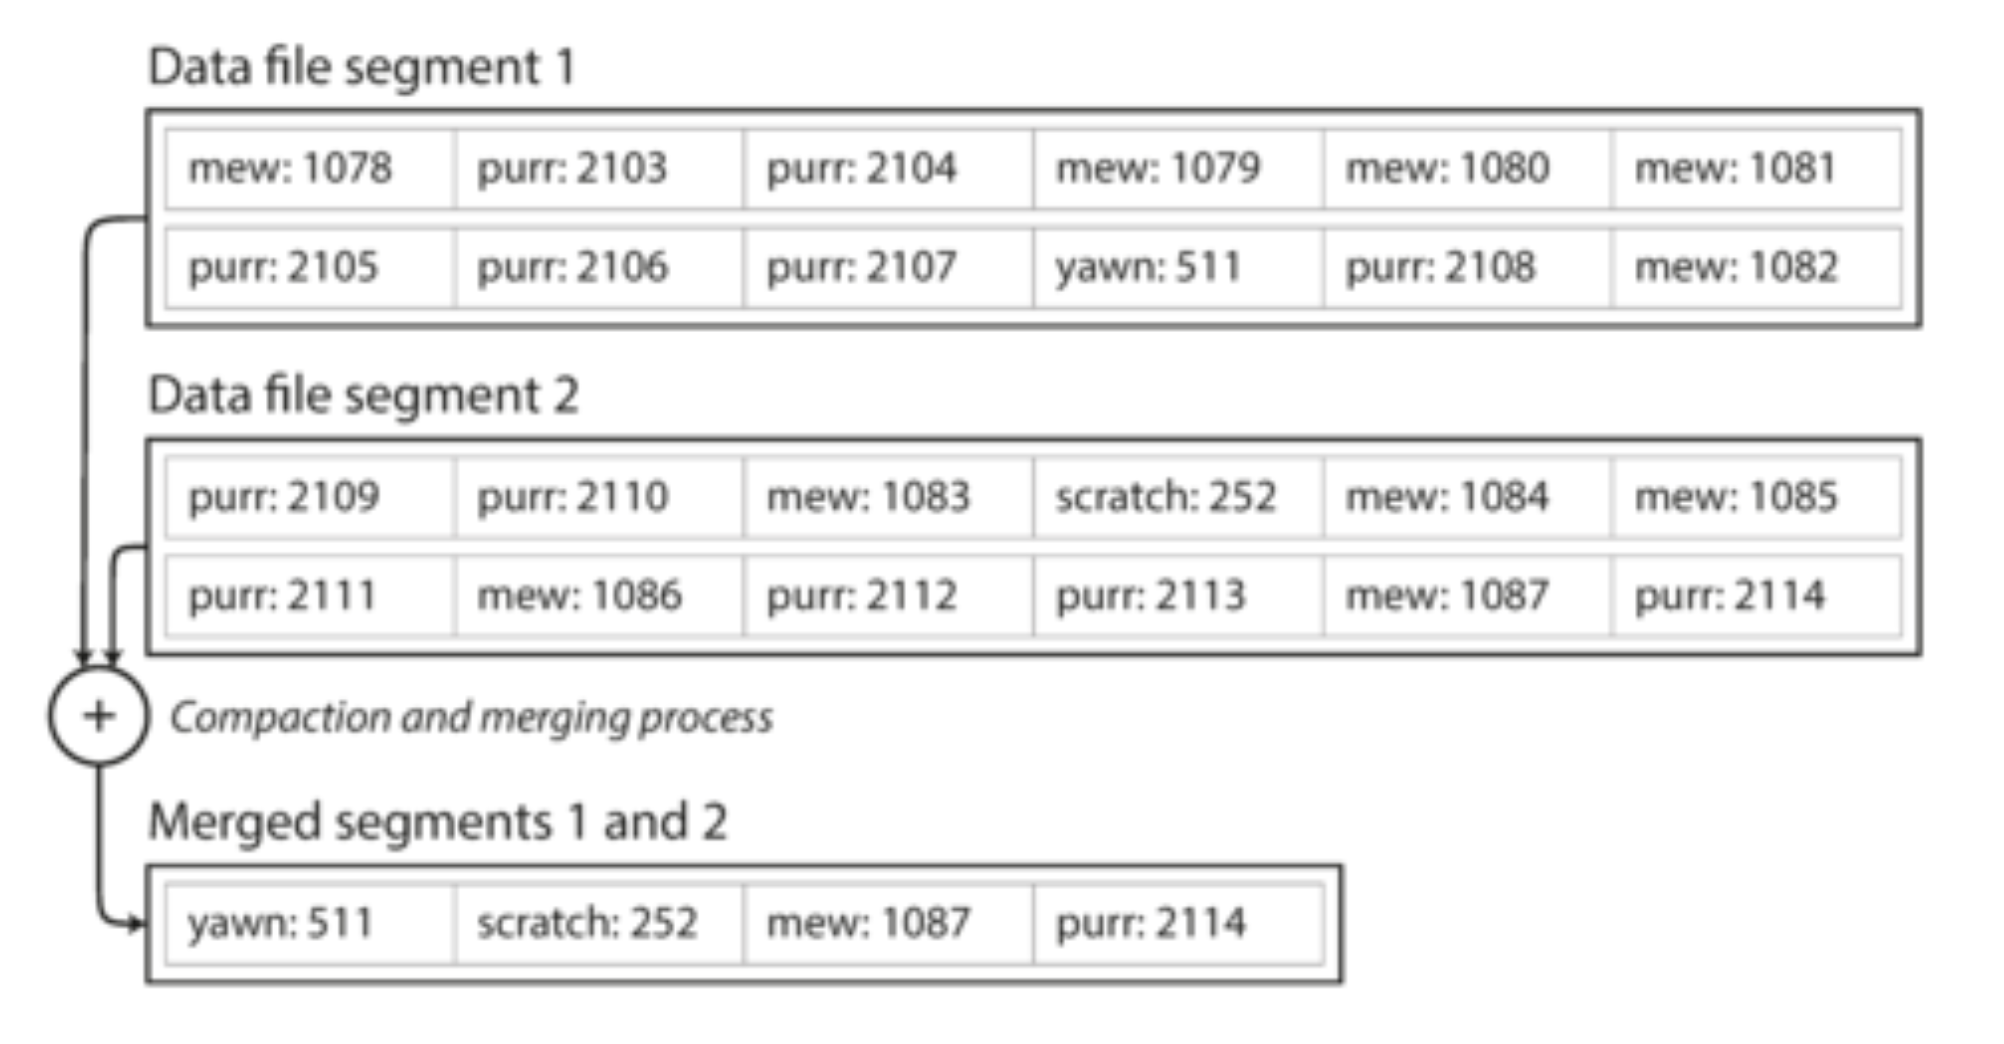 Data file segment 1
mew: 1078 purr: 2103 purr: 2104 mew: 1079 mew: 1080 mew: 1081
purr: 2105 purr: 2106 purr: 2107 yawn: 511 purr: 2108 mew: 1082
Data file segment 2
purr: 2109 purr: 2110 mew: 1083 scratch: 252 mew: 1084 mew: 1085
purr: 2111 mew: 1086 purr: 2112 purr: 2113 mew: 1087 purr: 2114
+ Compaction and merging process
Merged segments 1 and 2
yawn: 511 scratch: 252 mew: 1087 purr: 2114